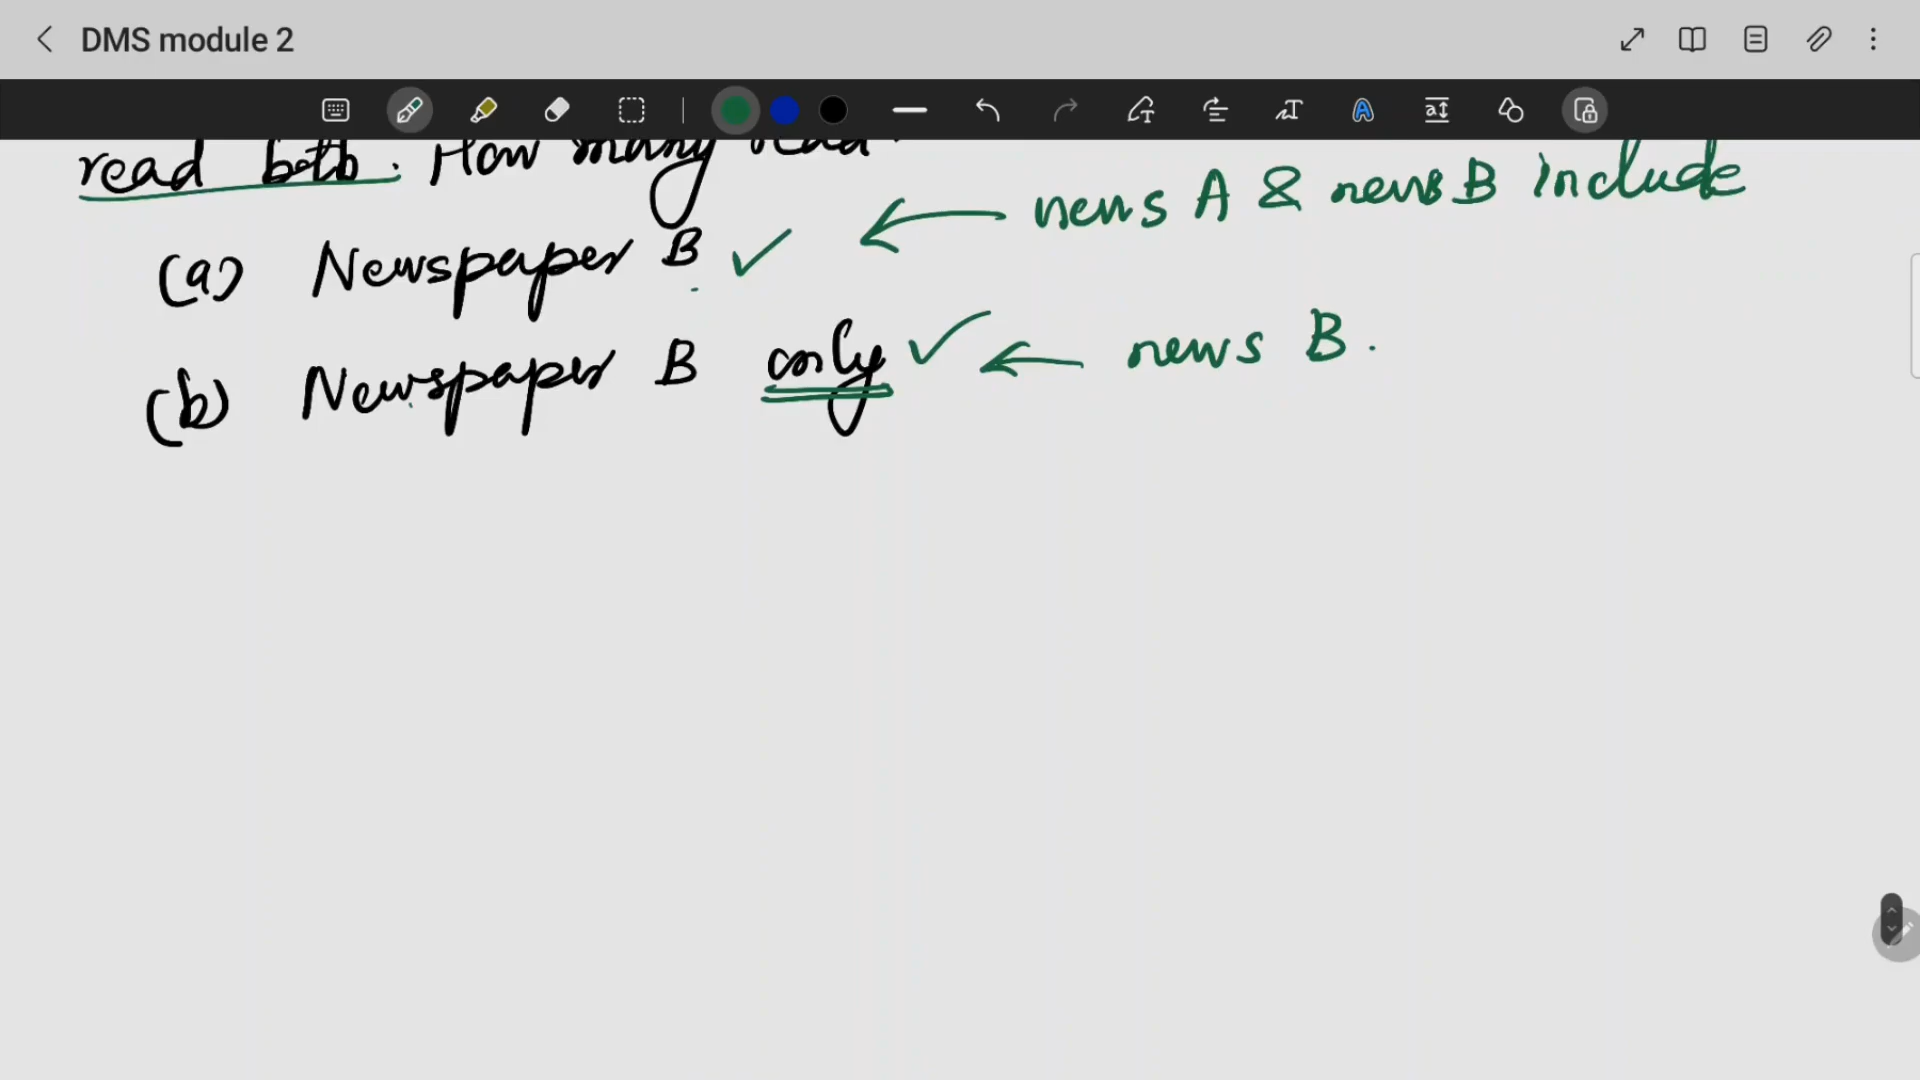 DMS module 2
read both. How many read
news A & news B include
(a) Newspaper B
(b) Newspaper B only
news B.